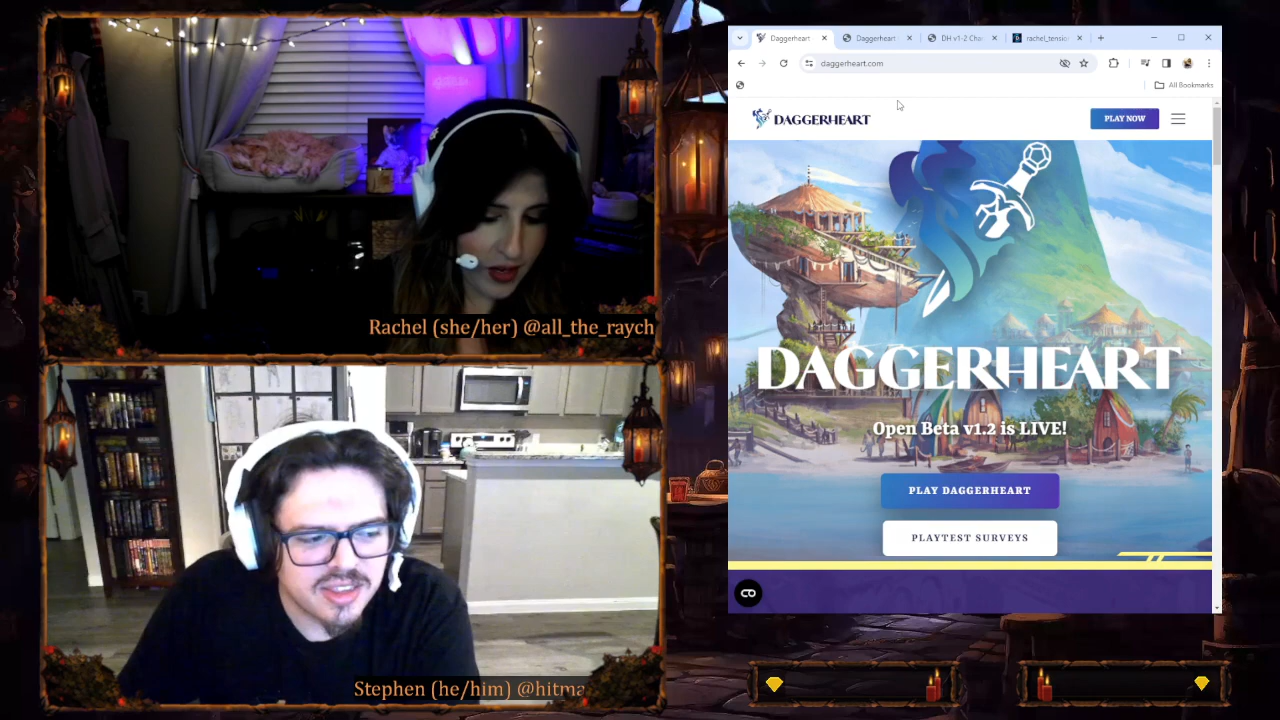 Rachel (she/her) @all_the_raych
Stephen (he/him) @hitma
Daggerheart
Daggerheart
DH v1-2 Cha
rachel_tension
daggerheart.com
All Bookmarks
DAGGERHEART
PLAY NOW
DAGGERHEART
Open Beta v1.2 is LIVE!
PLAY DAGGERHEART
PLAYTEST SURVEYS